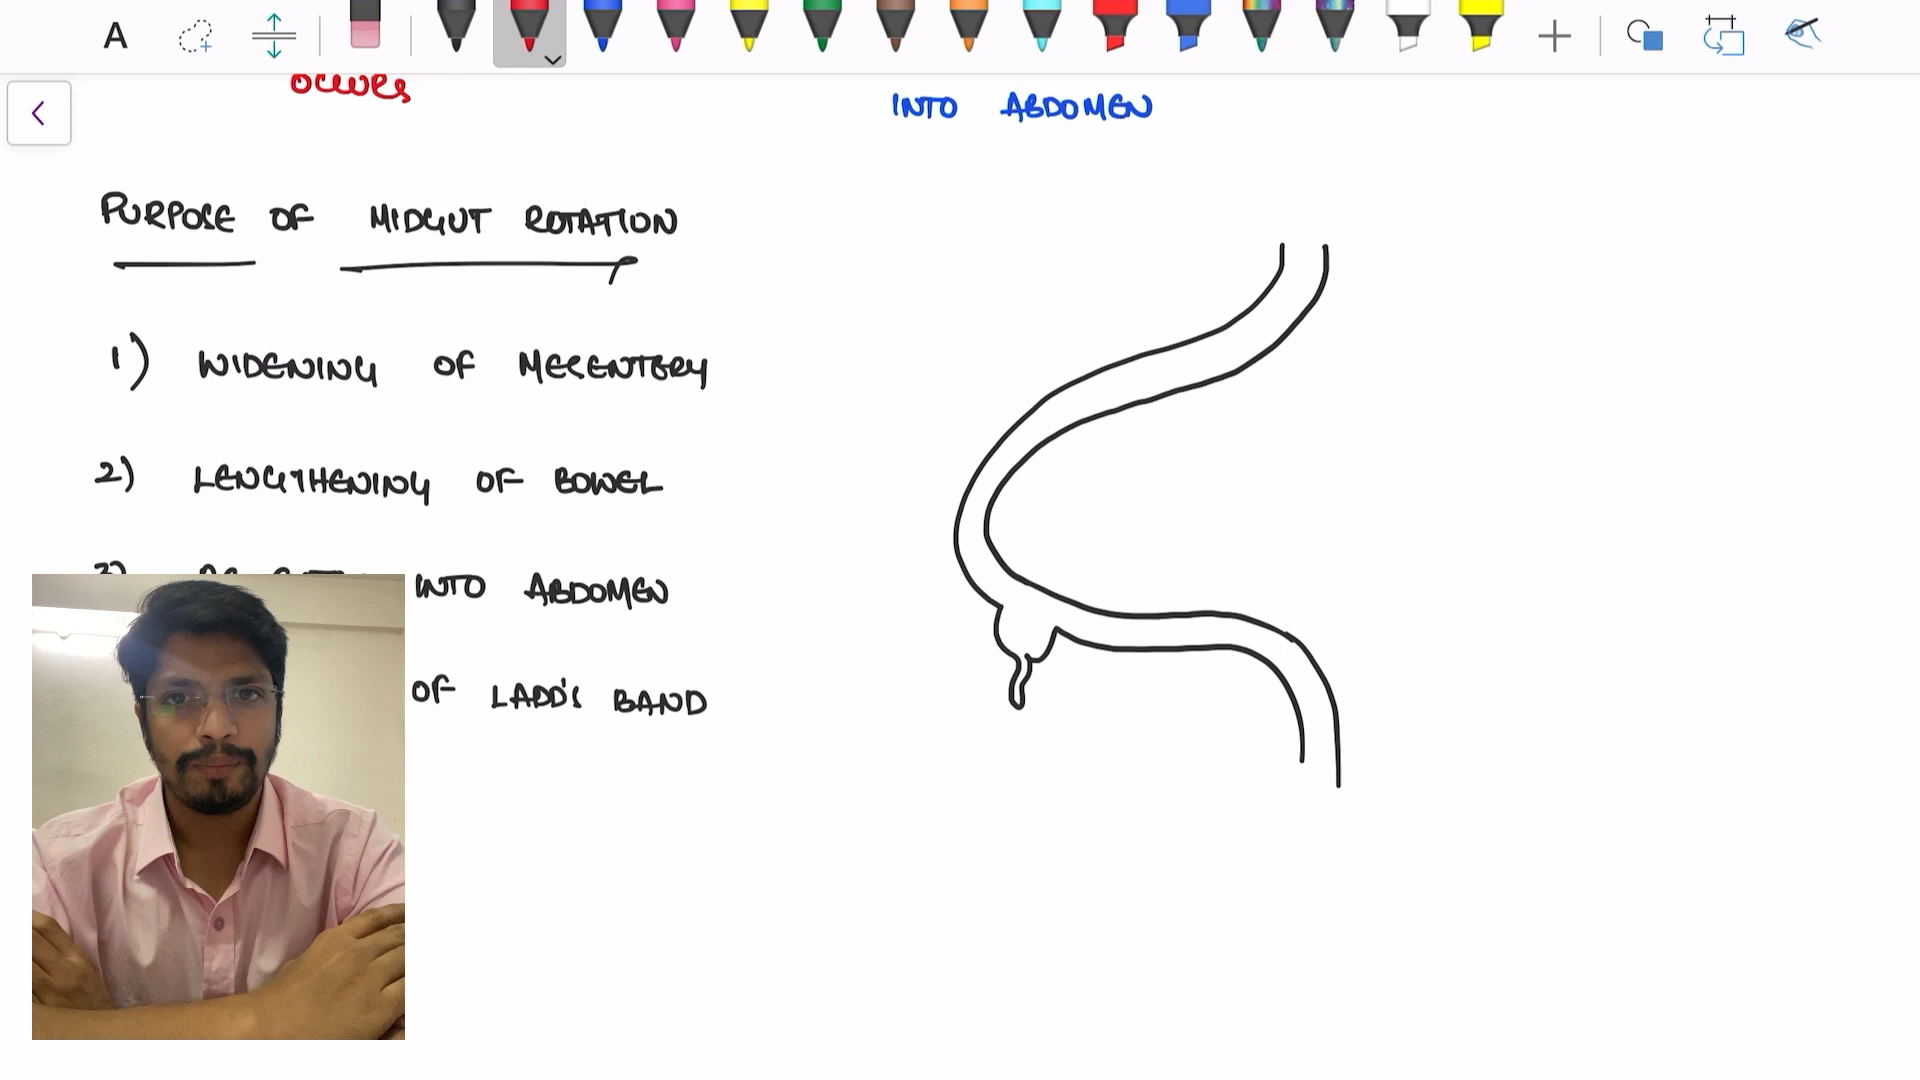 A
OCCURS
INTO ABDOMEN
PURPOSE OF MIDGUT ROTATION
1) WIDENING OF MESENTERY
2) LENGTHENING OF BOWEL
INTO ABDOMEN
OF LADD'S BAND